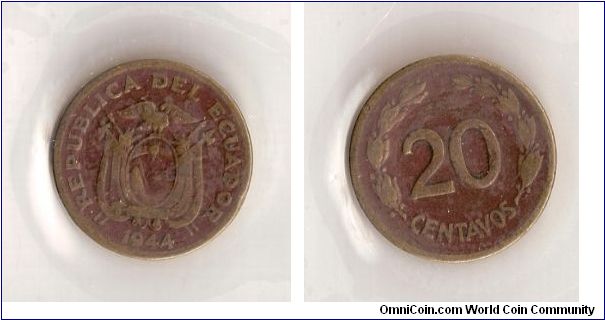 REPUBLICA DEL ECUADOR
1944
20
CENTAVOS
OmniCoin.com World Coin Community